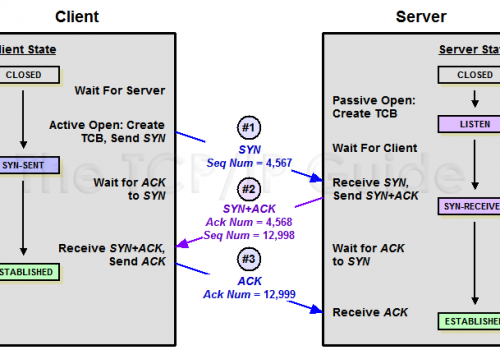 Client
Server
lient State
Server Stat
CLOSED
CLOSED
Wait For Server
Passive Open:
Create TCB
Active Open: Create
TCB, Send SYN
#1
LISTEN
SYN
Seq Num = 4,567
Wait For Client
SYN-SENT
The TCP/IP Guide
Wait for ACK
to SYN
#2
Receive SYN,
Send SYN+ACK
SYN+ACK
Ack Num = 4,568
Seq Num = 12,998
SYN-RECEIVE
Receive SYN+ACK,
Send ACK
Wait for ACK
to SYN
#3
STABLISHED
ACK
Ack Num = 12,999
Receive ACK
ESTABLISHED